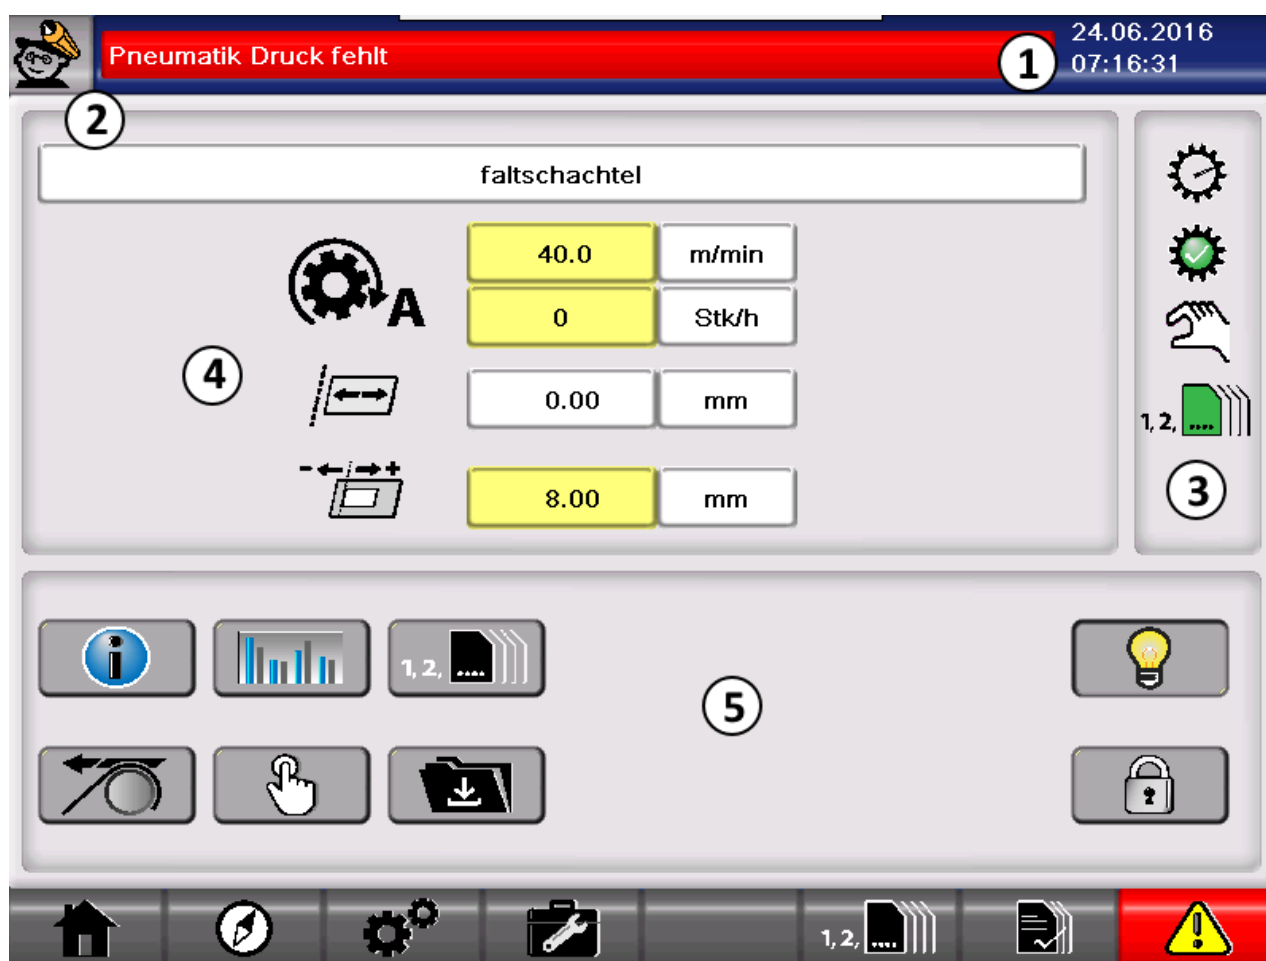 24.06.2016
Pneumatik Druck fehlt
1
07:16:31
2
faltschachtel
40.0 m/min
A
0 Stk/h
4
0.00 mm
1, 2, ....
- +
8.00 mm
3
i
1, 2, ....
5
1, 2, ....
!